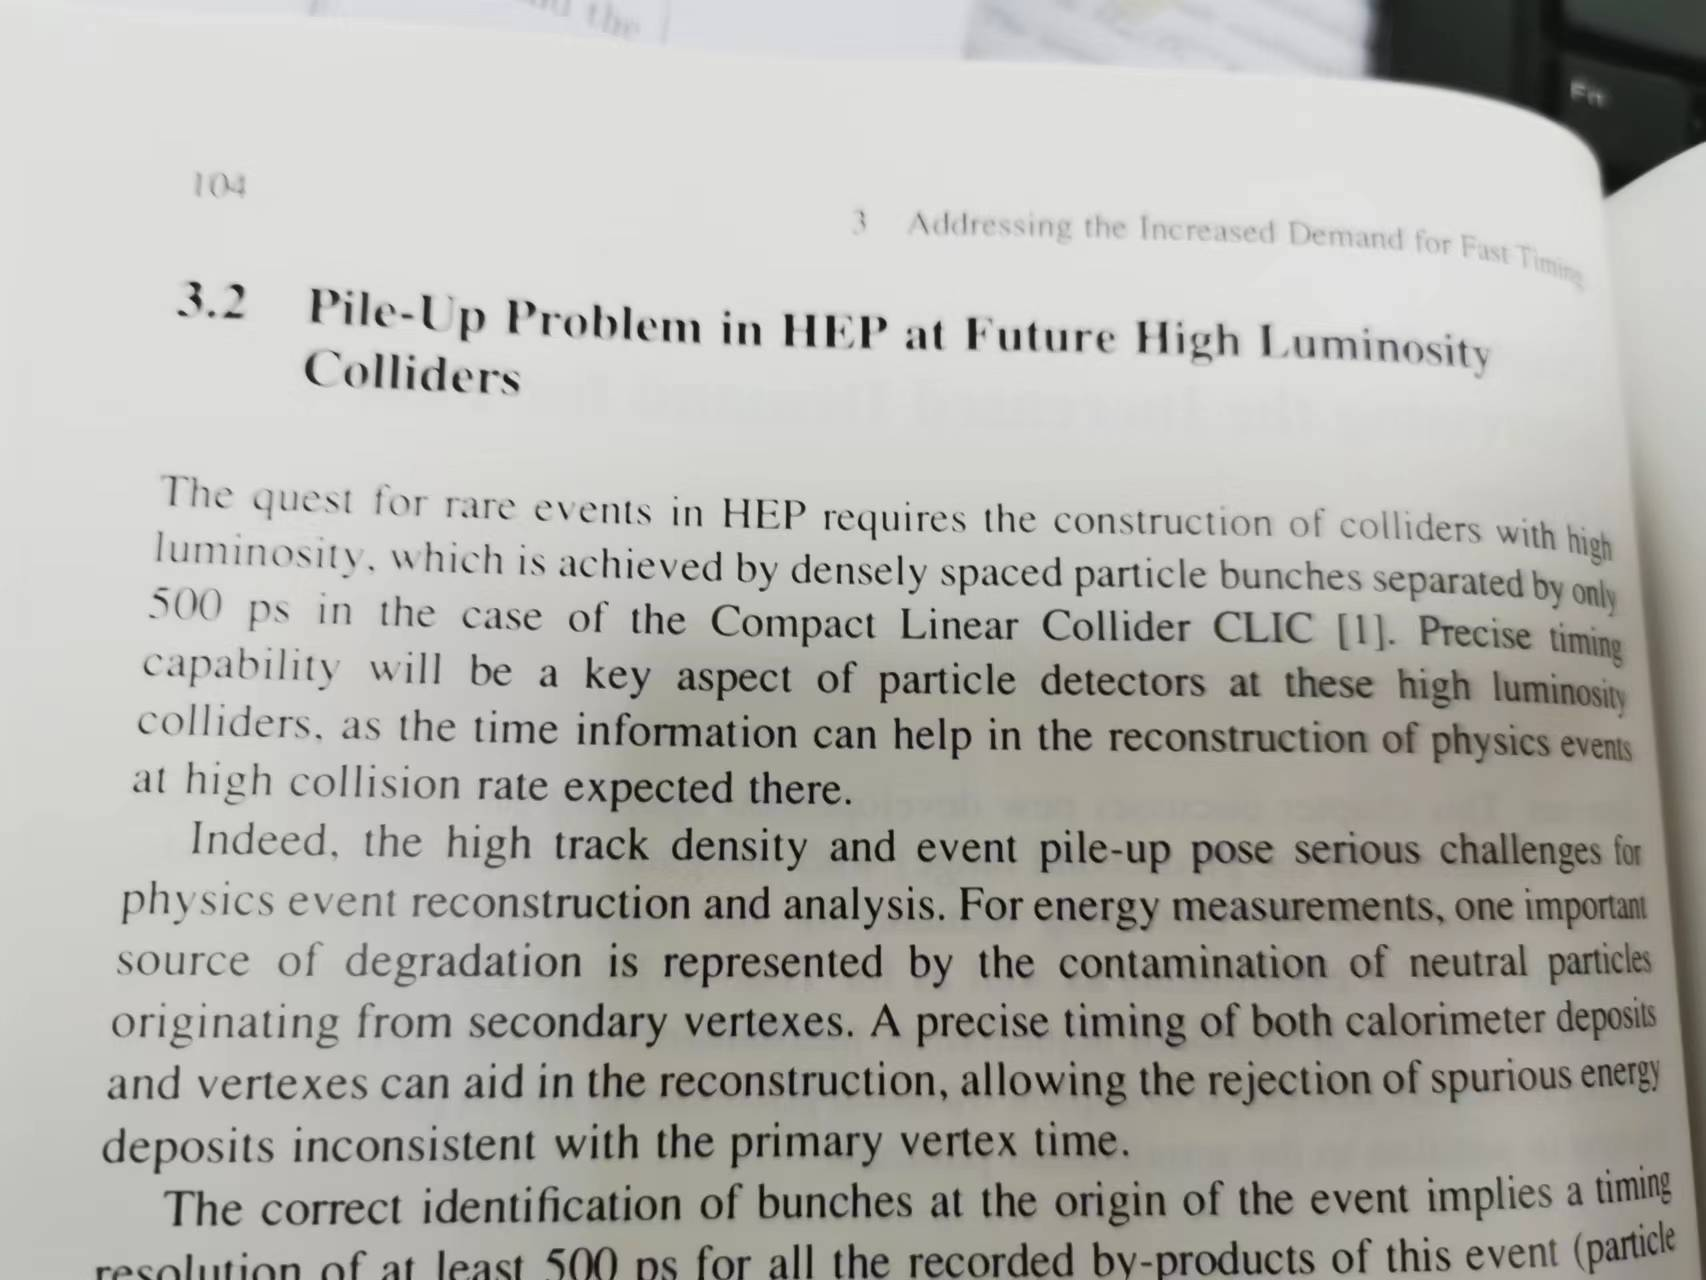 the
Fn
104
3 Addressing the Increased Demand for Fast Timing
3.2 Pile-Up Problem in HEP at Future High Luminosity
Colliders
The quest for rare events in HEP requires the construction of colliders with high
luminosity, which is achieved by densely spaced particle bunches separated by only
500 ps in the case of the Compact Linear Collider CLIC [1]. Precise timing
capability will be a key aspect of particle detectors at these high luminosity
colliders, as the time information can help in the reconstruction of physics events
at high collision rate expected there.
Indeed, the high track density and event pile-up pose serious challenges for
physics event reconstruction and analysis. For energy measurements, one important
source of degradation is represented by the contamination of neutral particles
originating from secondary vertexes. A precise timing of both calorimeter deposits
and vertexes can aid in the reconstruction, allowing the rejection of spurious energy
deposits inconsistent with the primary vertex time.
The correct identification of bunches at the origin of the event implies a timing
resolution of at least 500 ps for all the recorded by-products of this event (particle